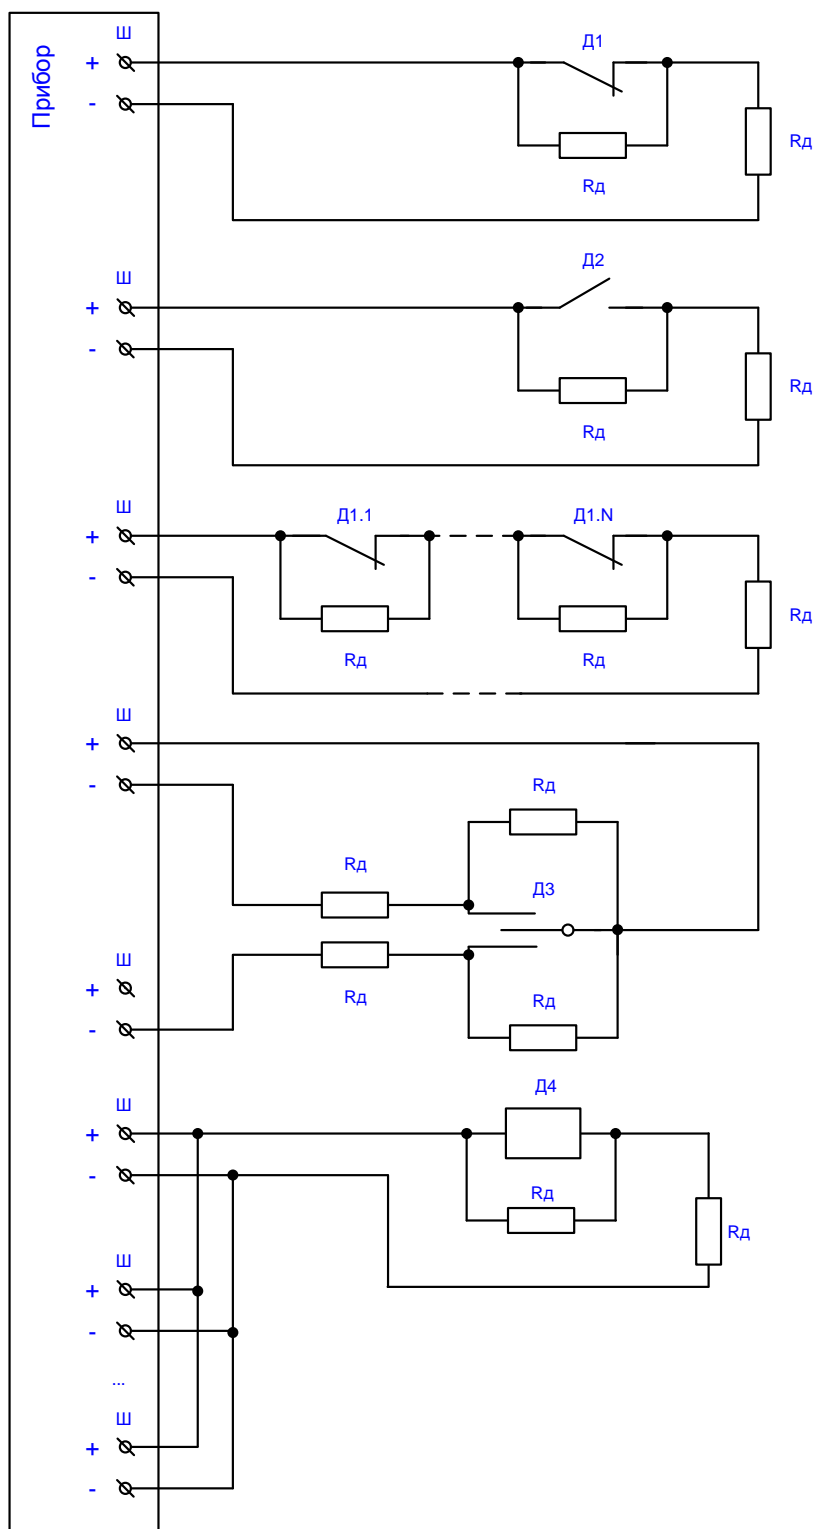 Прибор
Ш
Д1
+
-
Rд
Rд
Ш
Д2
+
-
Rд
Rд
Ш
Д1.1
Д1.N
+
-
Rд
Rд
Rд
Ш
+
-
Rд
Rд
Д3
Ш
+
Rд
Rд
-
Д4
Ш
+
-
Rд
Rд
Ш
+
-
...
Ш
+
-